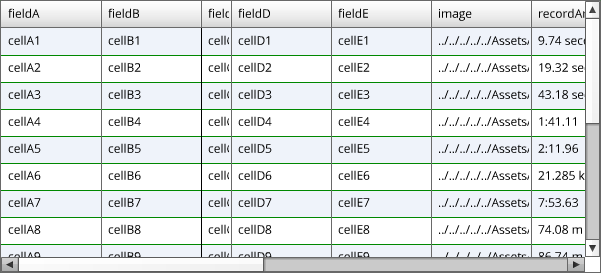 fieldA fieldB field fieldD fieldE image recordAr
cellA1 cellB1 cell cellD1 cellE1 ../../../../../Assets/ 9.74 sec
cellA2 cellB2 cell cellD2 cellE2 ../../../../../Assets/ 19.32 sec
cellA3 cellB3 cell cellD3 cellE3 ../../../../../Assets/ 43.18 sec
cellA4 cellB4 cell cellD4 cellE4 ../../../../../Assets/ 1:41.11
cellA5 cellB5 cell cellD5 cellE5 ../../../../../Assets/ 2:11.96
cellA6 cellB6 cell cellD6 cellE6 ../../../../../Assets/ 21.285 k
cellA7 cellB7 cell cellD7 cellE7 ../../../../../Assets/ 7:53.63
cellA8 cellB8 cell cellD8 cellE8 ../../../../../Assets/ 74.08 m
cellA9 cellB9 cell cellD9 cellE9 ../../../../../Assets/ 86.74 m